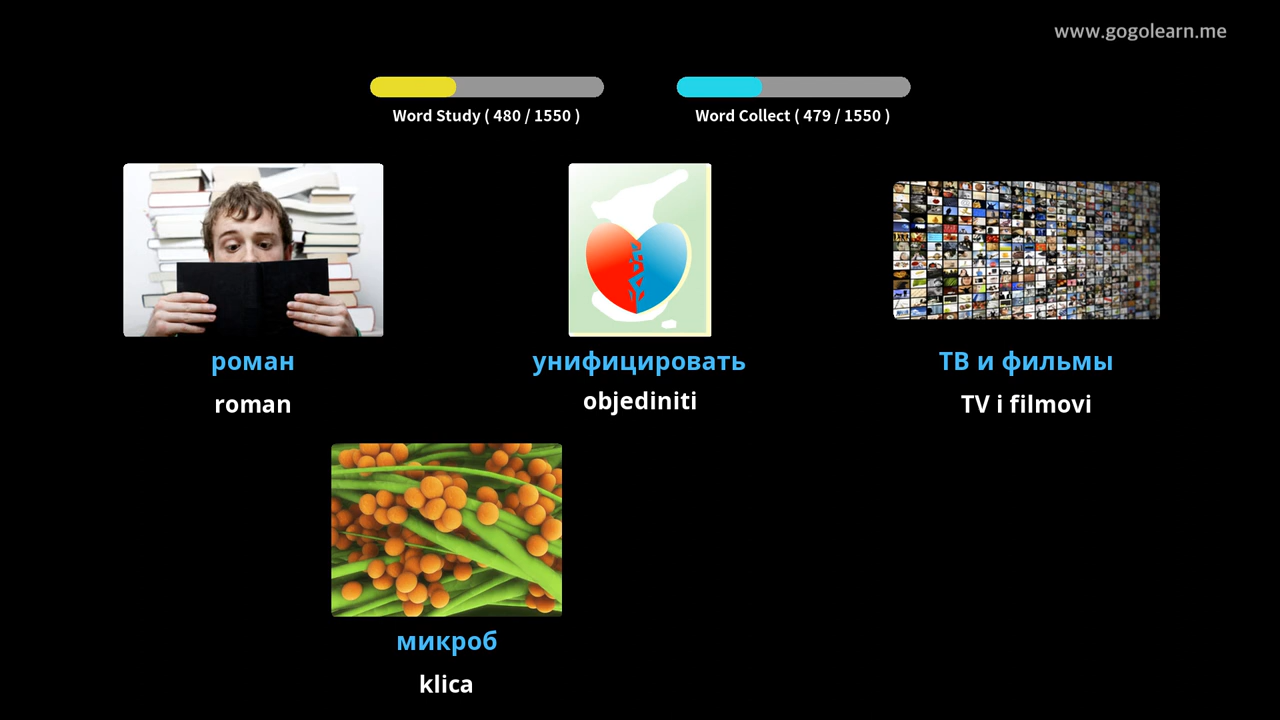 www.gogolearn.me
Word Study ( 480 / 1550 )
Word Collect ( 479 / 1550 )
роман
roman
унифицировать
objediniti
ТВ и фильмы
TV i filmovi
микроб
klica